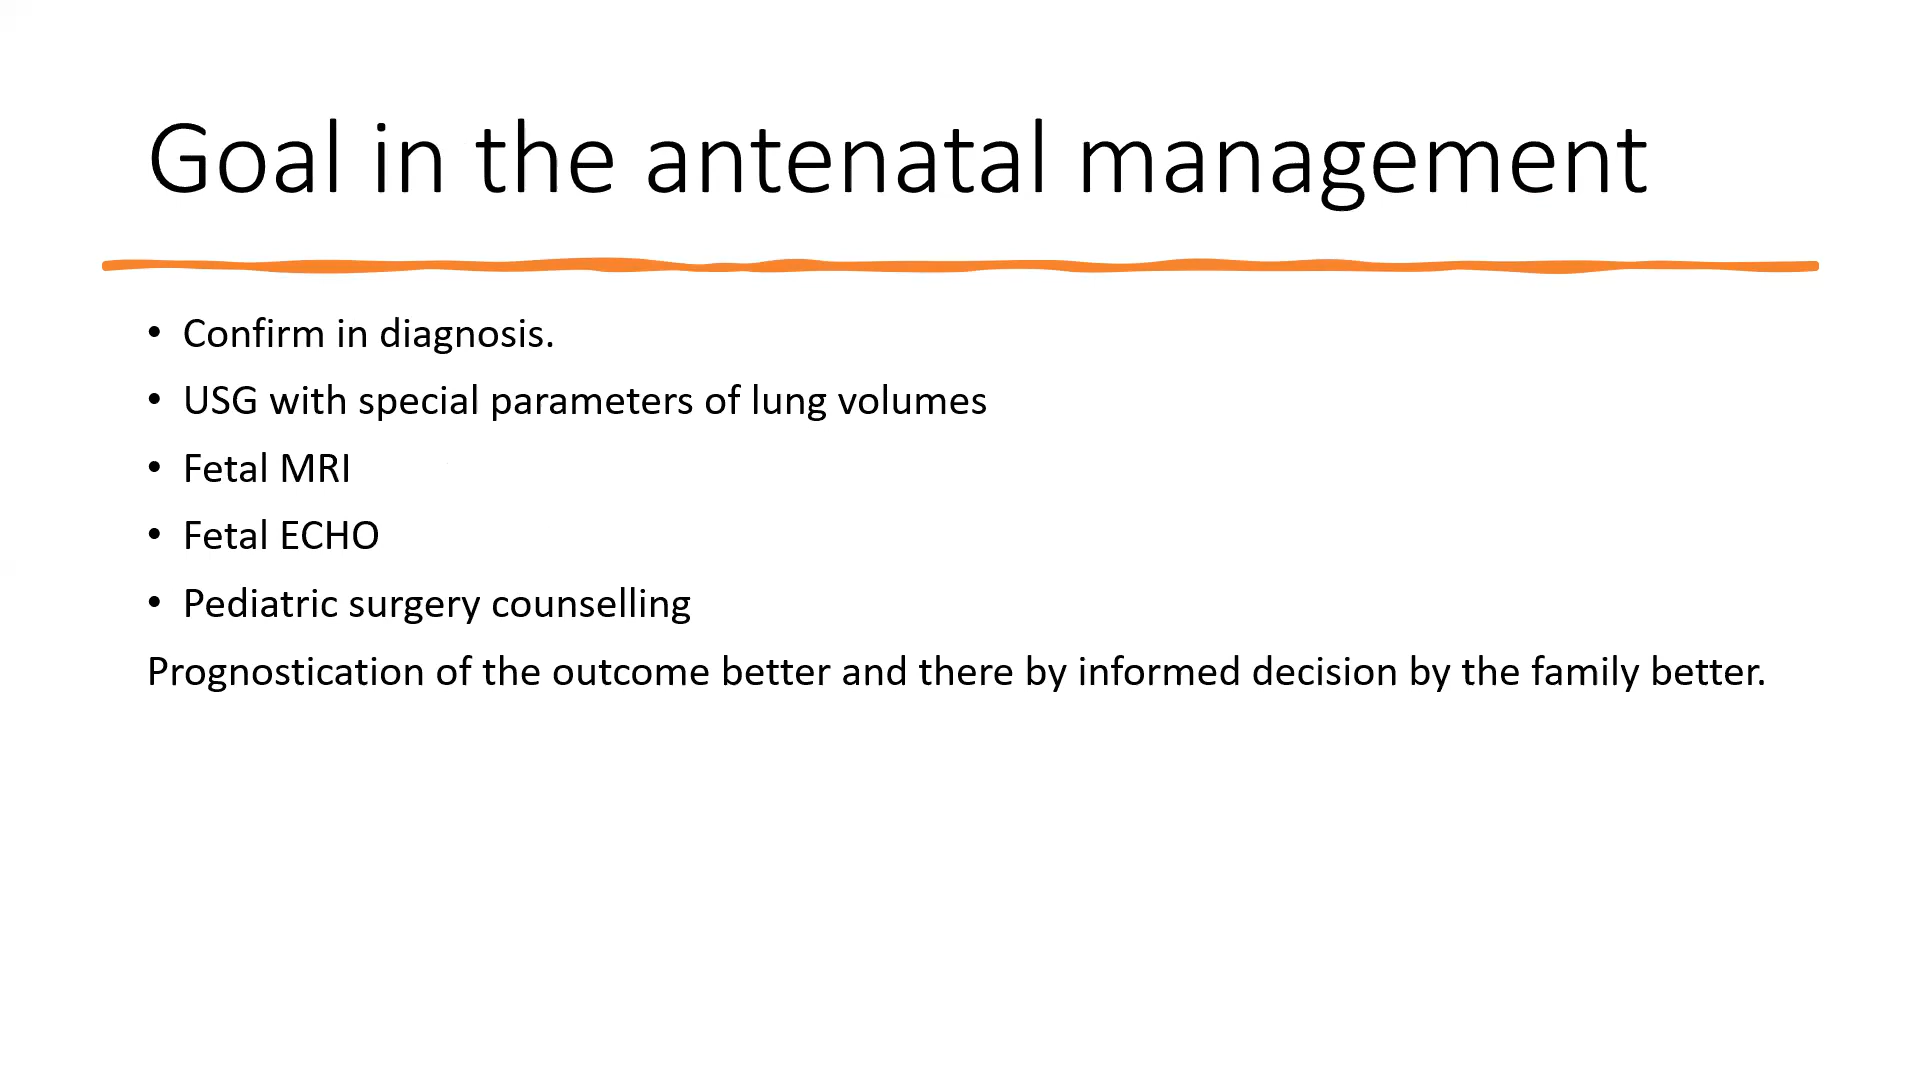 Goal in the antenatal management
• Confirm in diagnosis.
• USG with special parameters of lung volumes
• Fetal MRI
• Fetal ECHO
• Pediatric surgery counselling
Prognostication of the outcome better and there by informed decision by the family better.